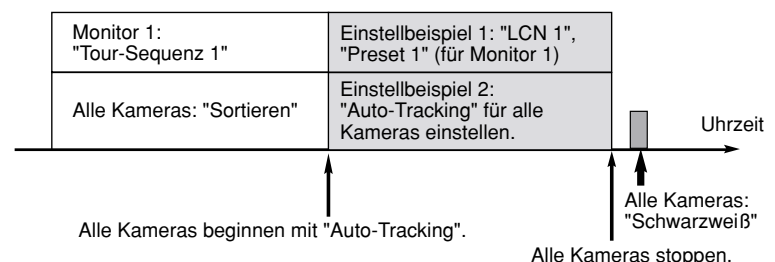 Monitor 1:
"Tour-Sequenz 1"
Einstellbeispiel 1: "LCN 1",
"Preset 1" (für Monitor 1)
Alle Kameras: "Sortieren"
Einstellbeispiel 2:
"Auto-Tracking" für alle
Kameras einstellen.
Uhrzeit
Alle Kameras beginnen mit "Auto-Tracking".
Alle Kameras:
"Schwarzweiß"
Alle Kameras stoppen.